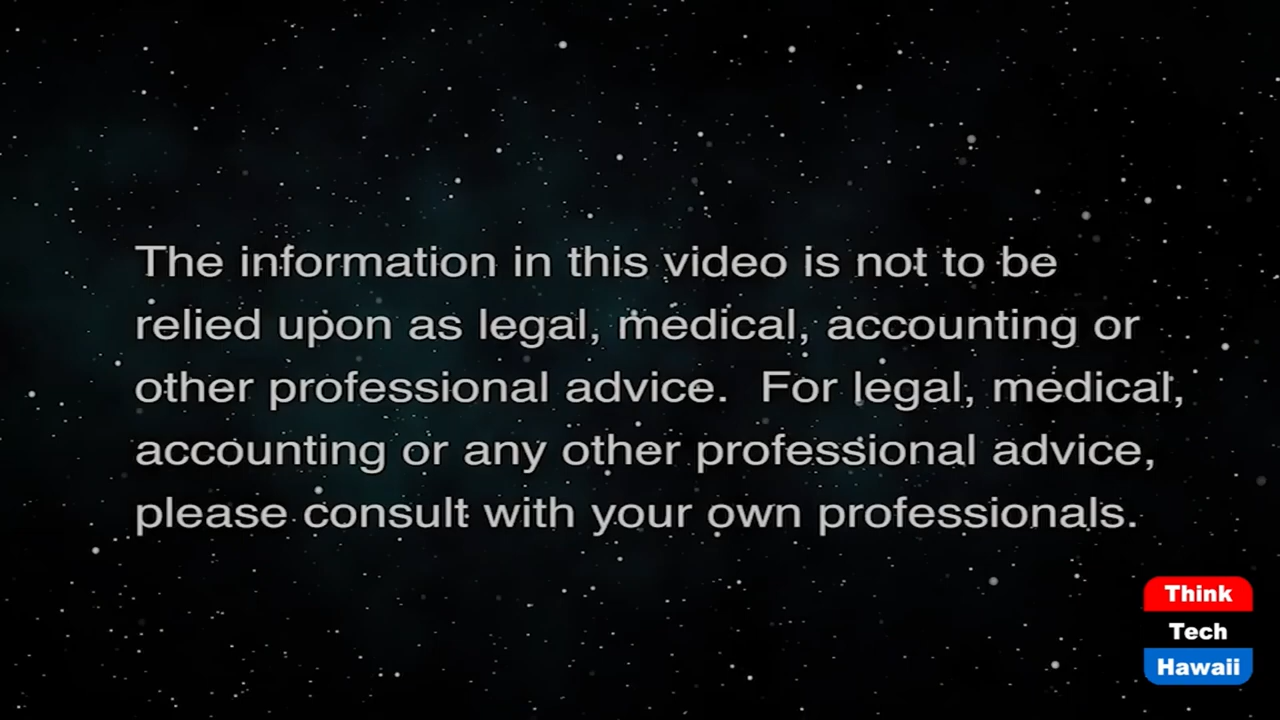 The information in this video is not to be
relied upon as legal, medical, accounting or
other professional advice.  For legal, medical,
accounting or any other professional advice,
please consult with your own professionals.
Think
Tech
Hawaii